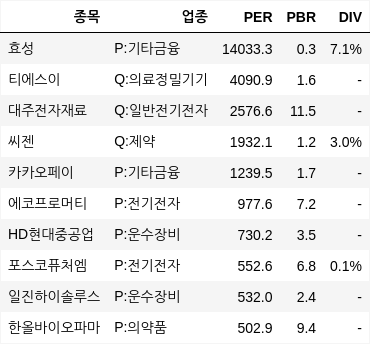 종목 업종 PER PBR DIV
효성 P:기타금융 14033.3 0.3 7.1%
티에스이 Q:의료정밀기기 4090.9 1.6 -
대주전자재료 Q:일반전기전자 2576.6 11.5 -
씨젠 Q:제약 1932.1 1.2 3.0%
카카오페이 P:기타금융 1239.5 1.7 -
에코프로머티 P:전기전자 977.6 7.2 -
HD현대중공업 P:운수장비 730.2 3.5 -
포스코퓨처엠 P:전기전자 552.6 6.8 0.1%
일진하이솔루스 P:운수장비 532.0 2.4 -
한올바이오파마 P:의약품 502.9 9.4 -